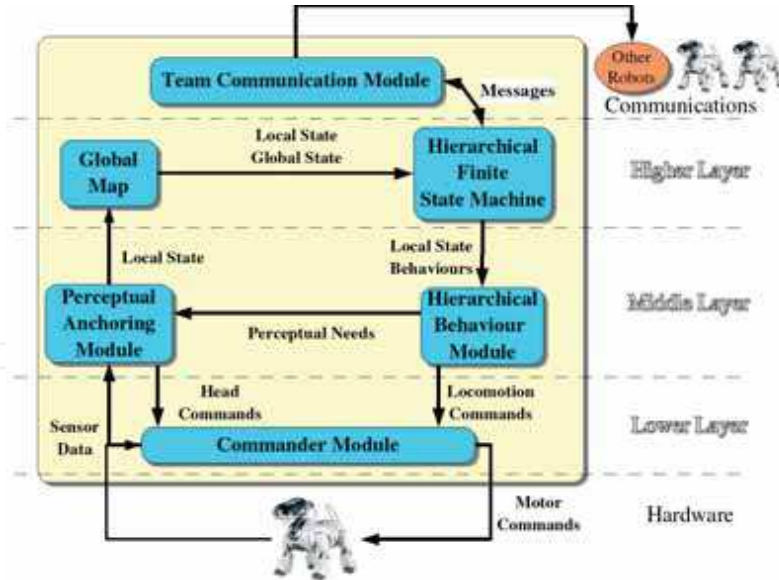 Team Communication Module
Messages
Other
Robots
Communications
Local State
Global State
Global
Map
Hierarchical
Finite
State Machine
Higher Layer
Local State
Local State
Behaviours
Perceptual
Anchoring
Module
Perceptual Needs
Hierarchical
Behaviour
Module
Middle Layer
Head
Commands
Locomotion
Commands
Sensor
Data
Commander Module
Lower Layer
Motor
Commands
Hardware